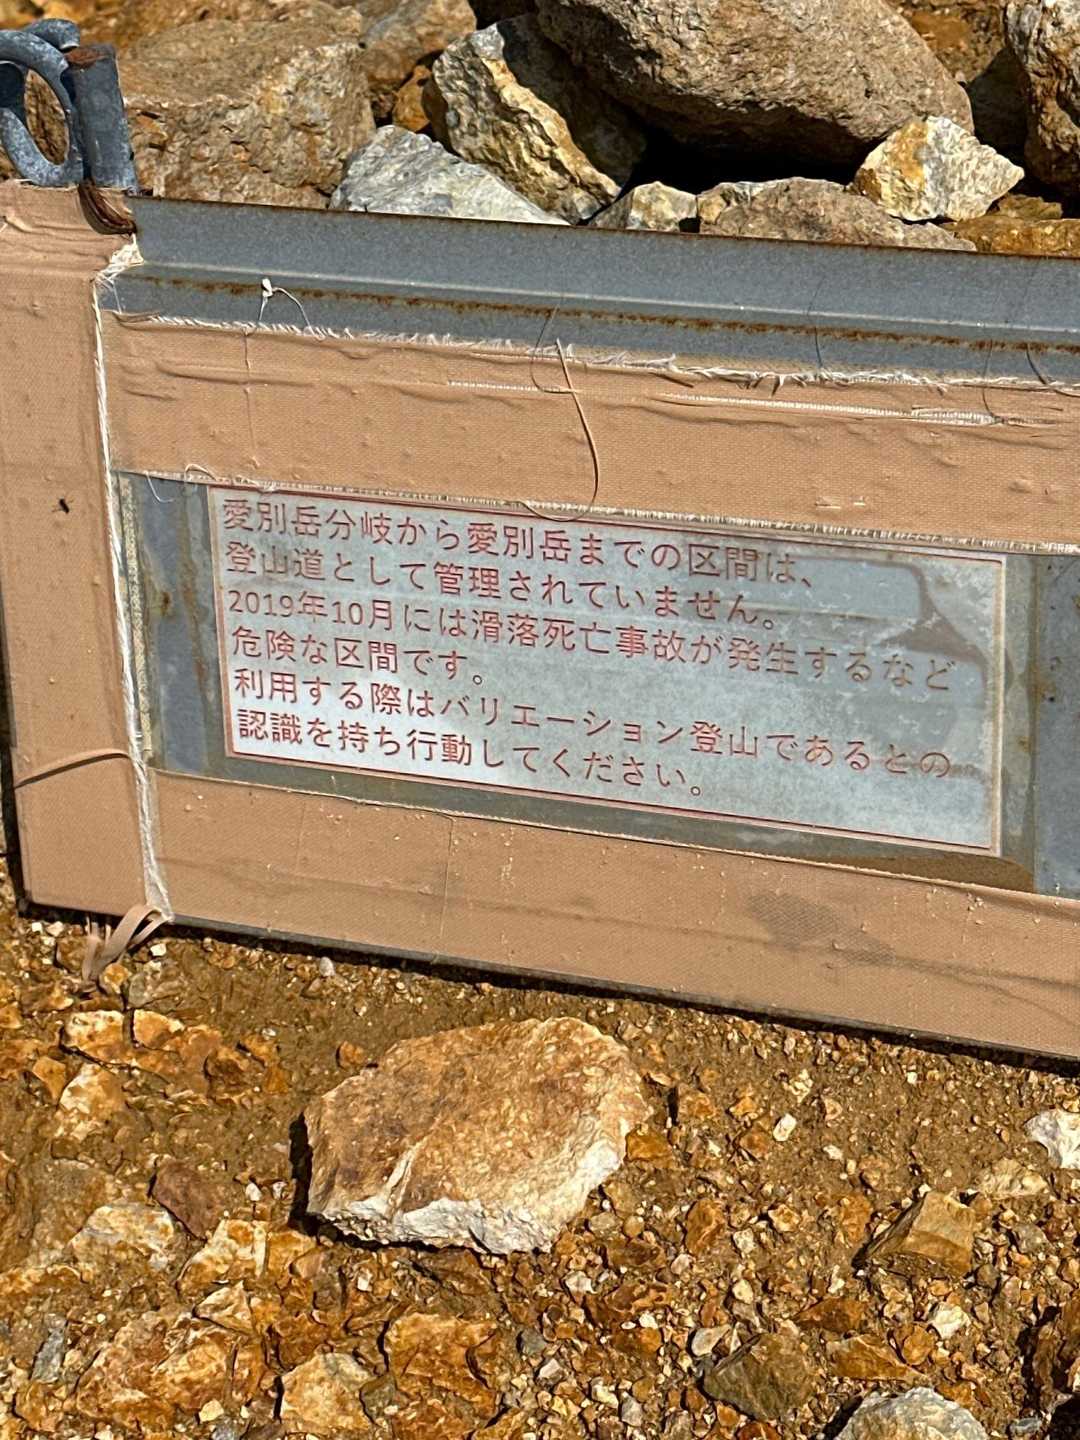 愛別岳分岐から愛別岳までの区間は、
登山道として管理されていません。
2019年10月には滑落死亡事故が発生するなど
危険な区間です。
利用する際はバリエーション登山であるとの
認識を持ち行動してください。